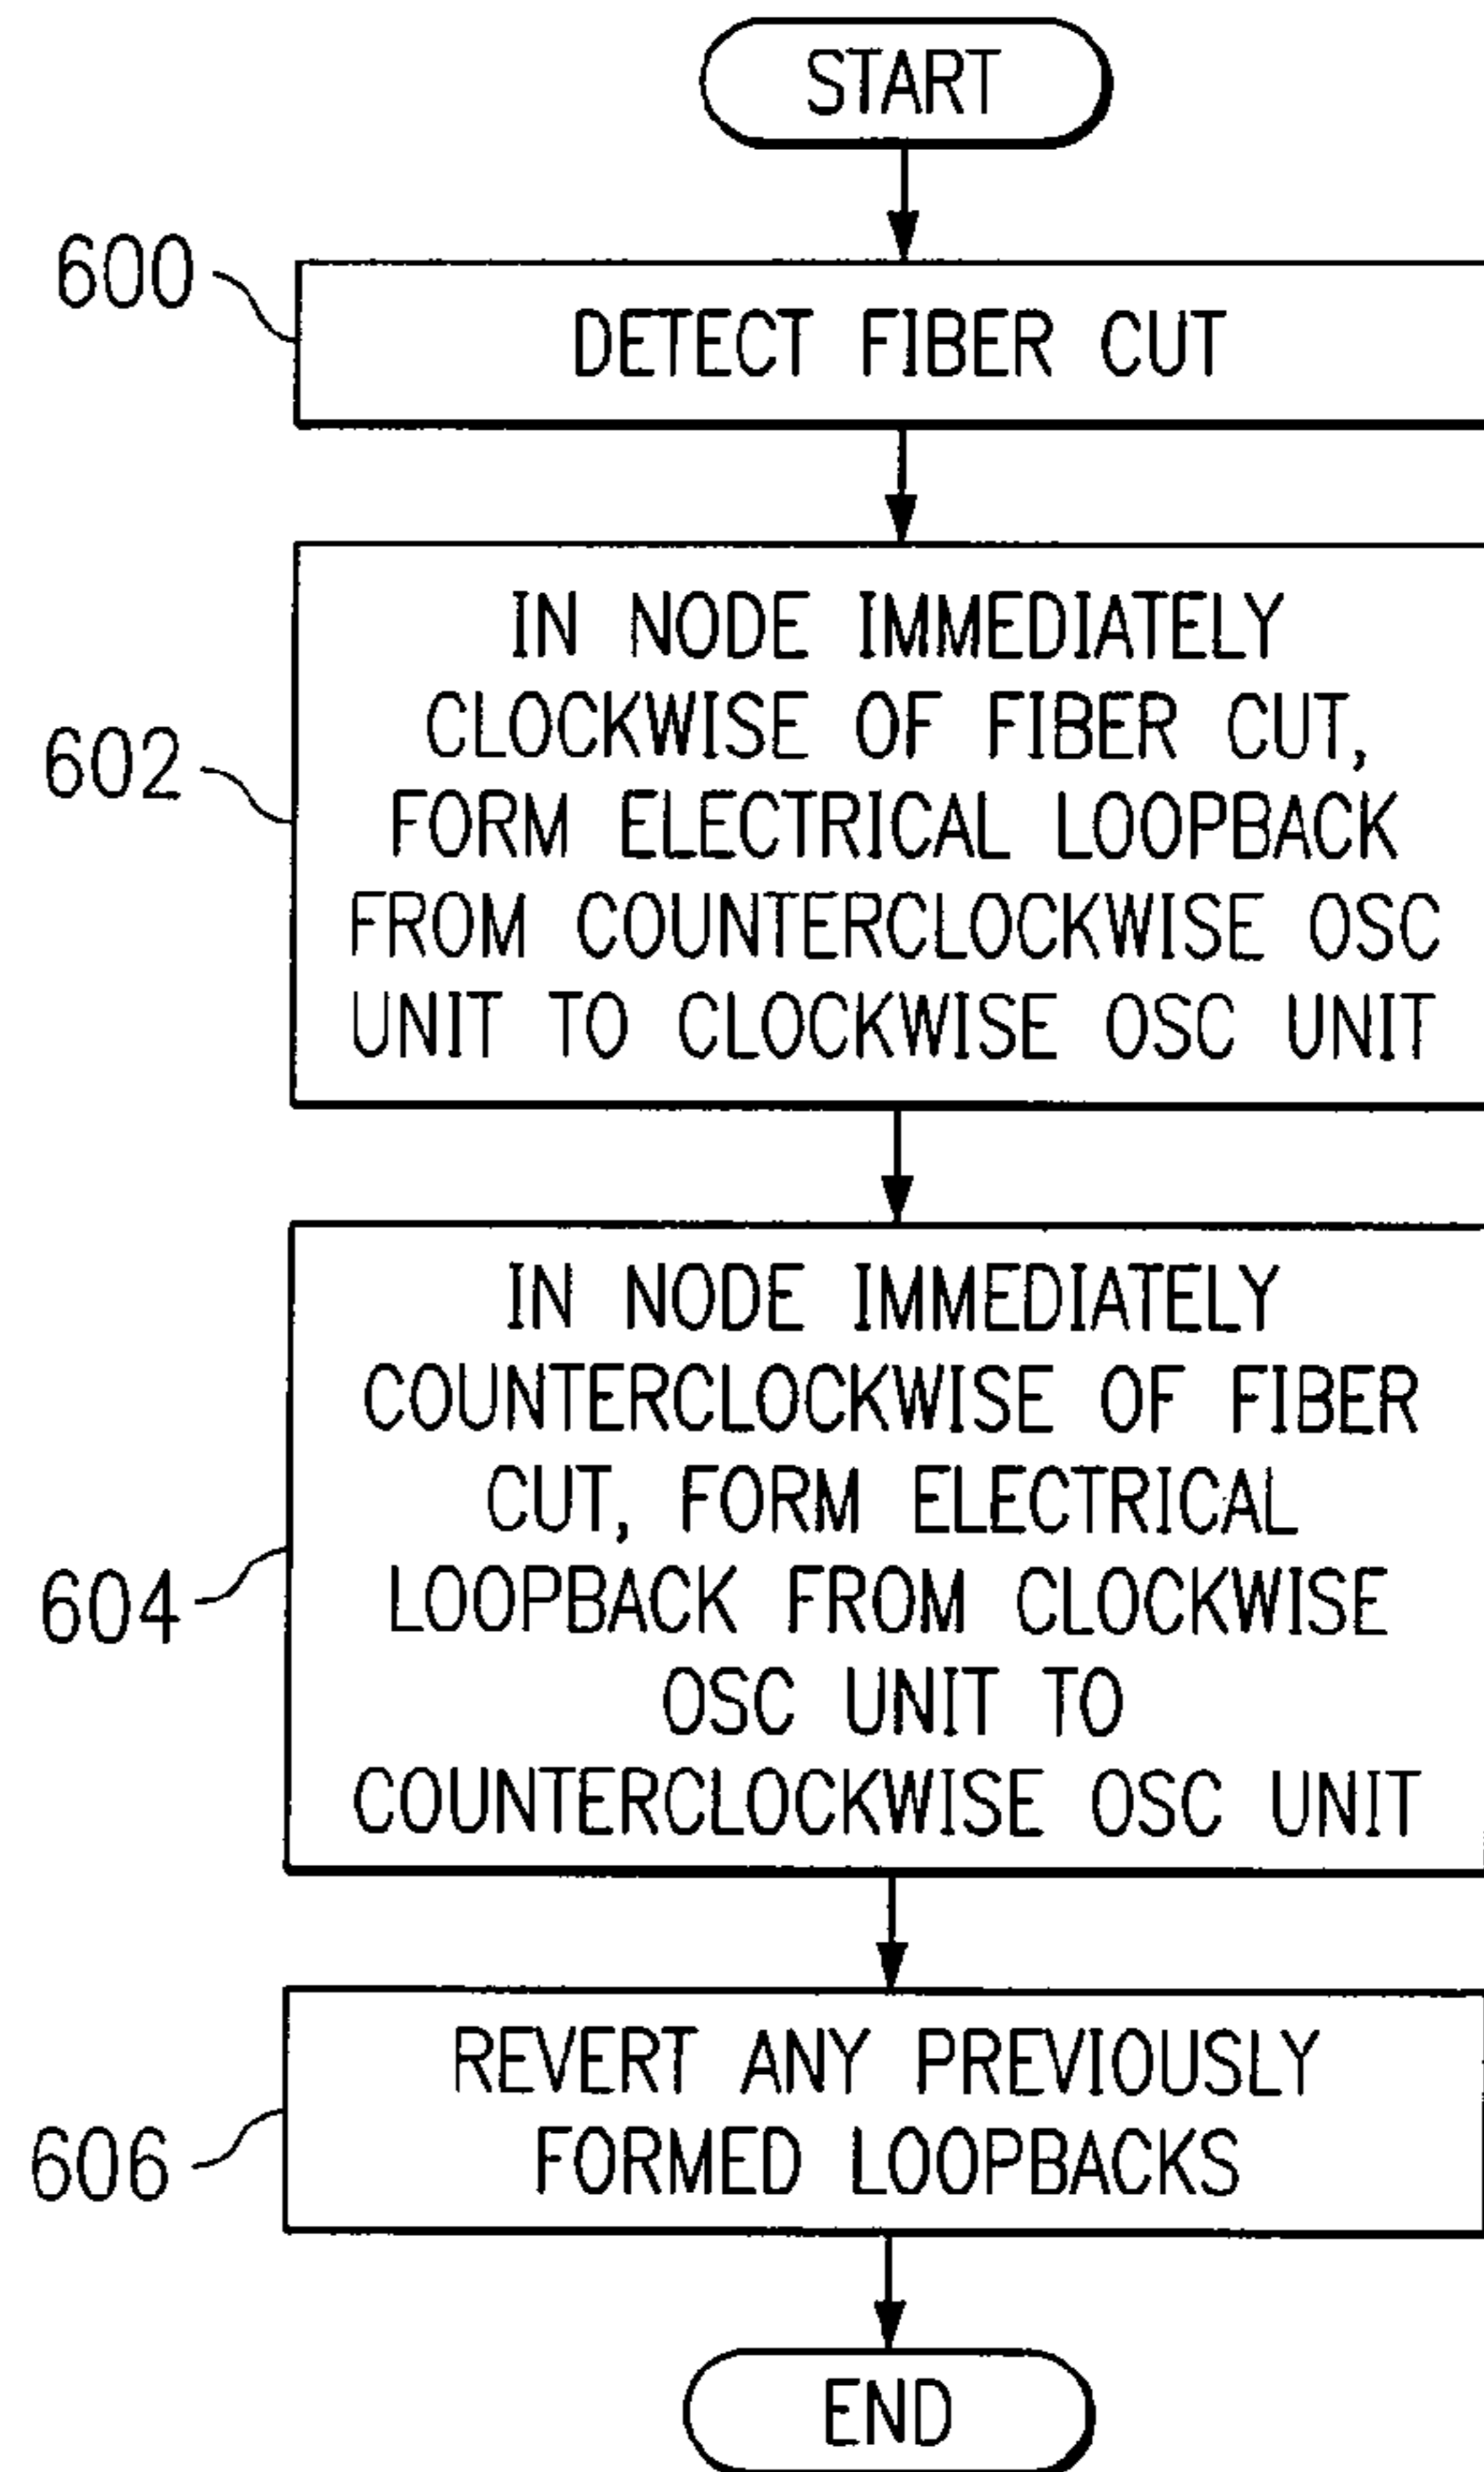 START
600
DETECT FIBER CUT
602
IN NODE IMMEDIATELY
CLOCKWISE OF FIBER CUT,
FORM ELECTRICAL LOOPBACK
FROM COUNTERCLOCKWISE OSC
UNIT TO CLOCKWISE OSC UNIT
604
IN NODE IMMEDIATELY
COUNTERCLOCKWISE OF FIBER
CUT, FORM ELECTRICAL
LOOPBACK FROM CLOCKWISE
OSC UNIT TO
COUNTERCLOCKWISE OSC UNIT
606
REVERT ANY PREVIOUSLY
FORMED LOOPBACKS
END